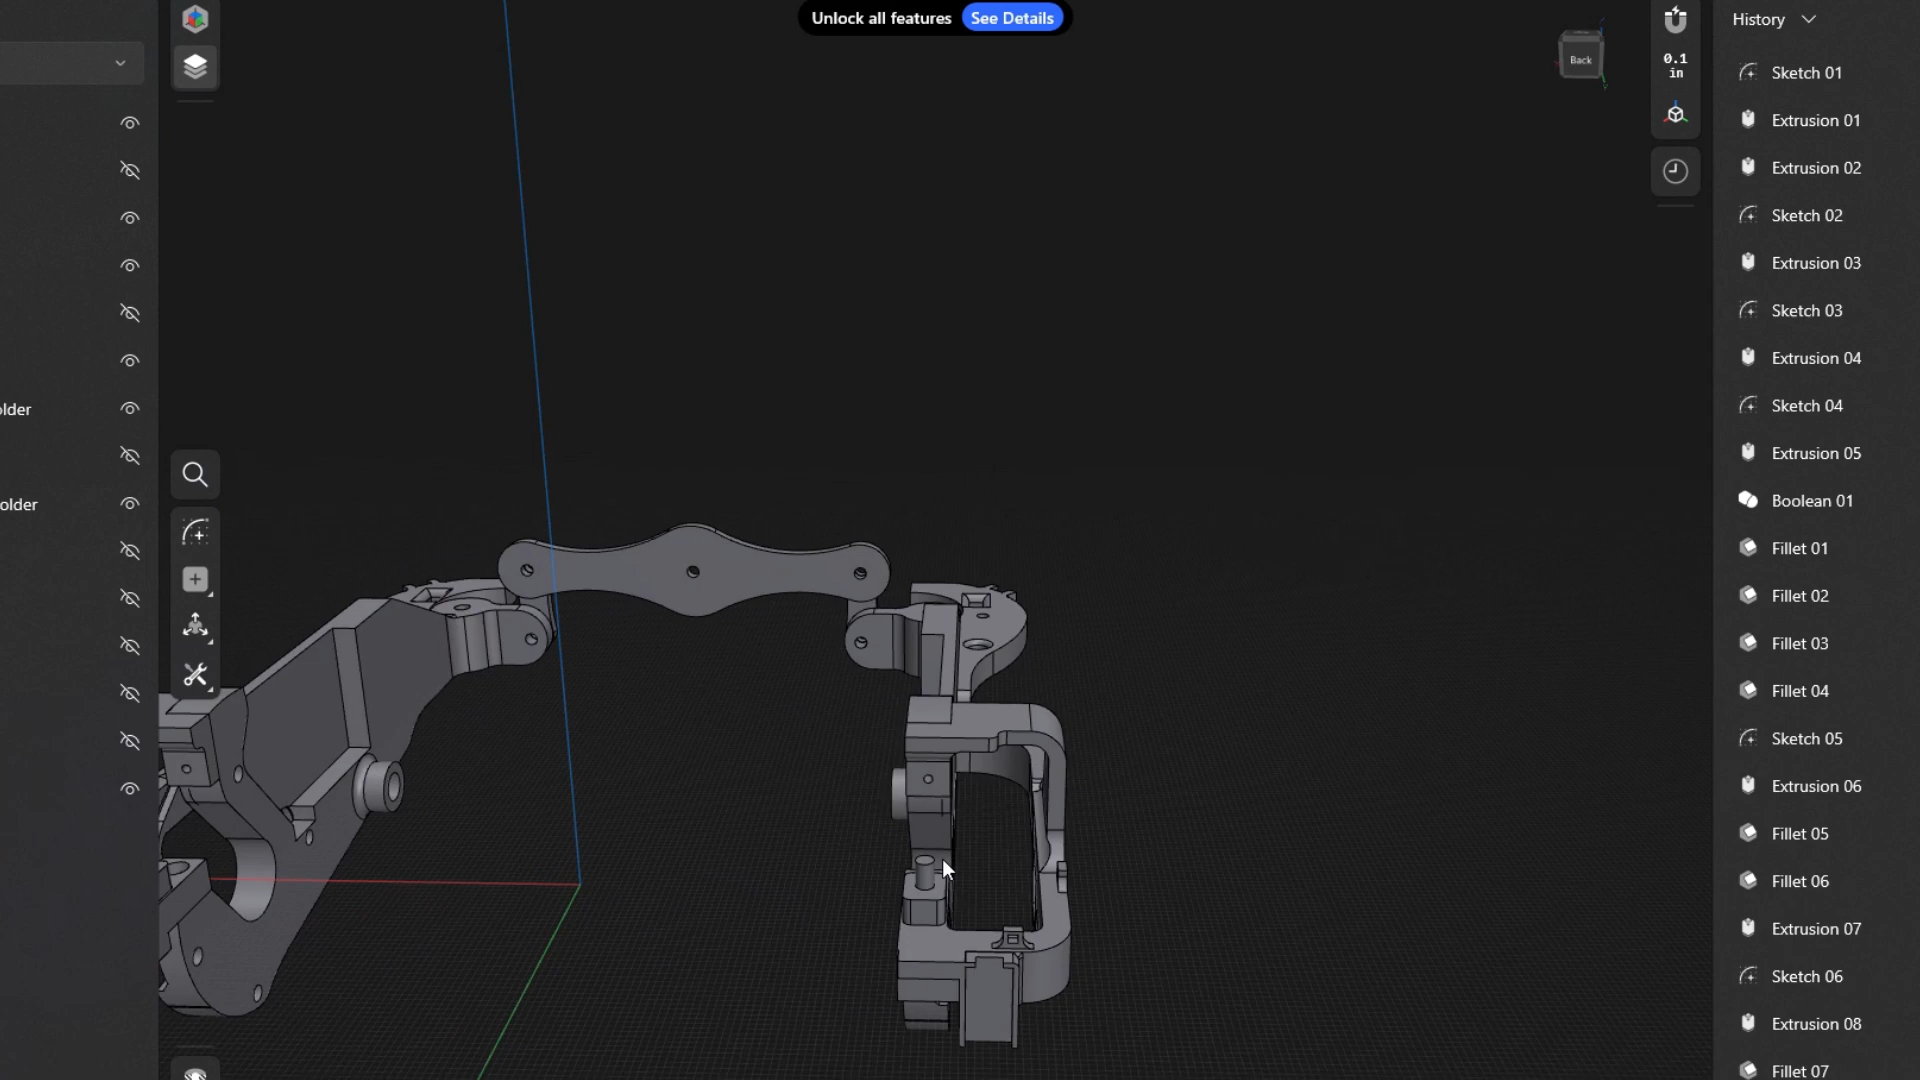 Unlock all features See Details
Back
0.1
in
older
History
Sketch 01
Extrusion 01
Extrusion 02
Sketch 02
Extrusion 03
Sketch 03
Extrusion 04
Sketch 04
Extrusion 05
Boolean 01
Fillet 01
Fillet 02
Fillet 03
Fillet 04
Sketch 05
Extrusion 06
Fillet 05
Fillet 06
Extrusion 07
Sketch 06
Extrusion 08
Fillet 07